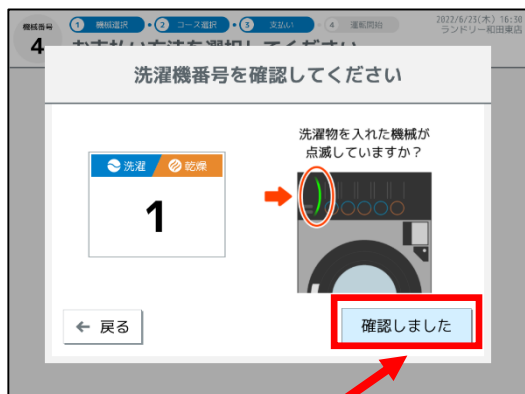 機械番号
4
1 機械選択
2 コース選択
3 支払い
4 運転開始
2022/6/23(木) 16:30
ランドリー和田東店
お支払い方法を選択してください
洗濯機番号を確認してください
洗濯 乾燥
1
洗濯物を入れた機械が
点滅していますか？
← 戻る
確認しました